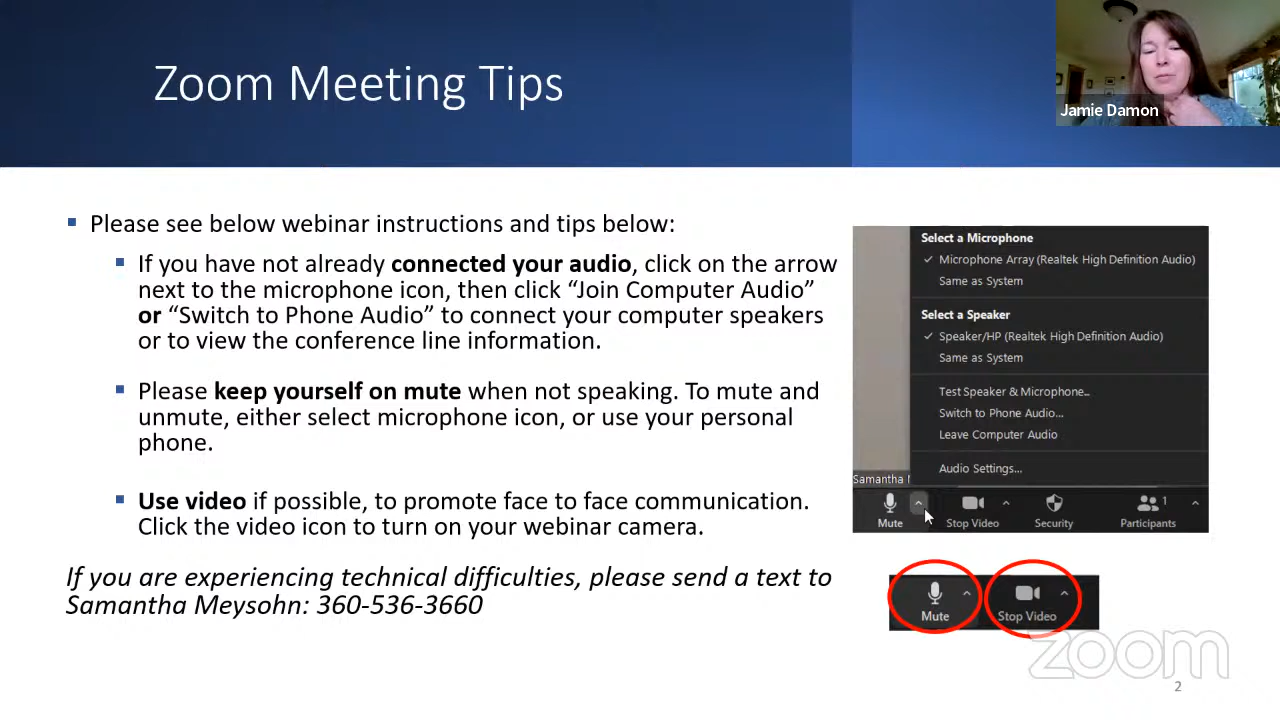 Zoom Meeting Tips
Jamie Damon
Please see below webinar instructions and tips below:
If you have not already connected your audio, click on the arrow
next to the microphone icon, then click “Join Computer Audio”
or “Switch to Phone Audio” to connect your computer speakers
or to view the conference line information.
Please keep yourself on mute when not speaking. To mute and
unmute, either select microphone icon, or use your personal
phone.
Use video if possible, to promote face to face communication.
Click the video icon to turn on your webinar camera.
If you are experiencing technical difficulties, please send a text to
Samantha Meysohn: 360-536-3660
Select a Microphone
Microphone Array (Realtek High Definition Audio)
Same as System
Select a Speaker
Speaker/HP (Realtek High Definition Audio)
Same as System
Test Speaker & Microphone...
Switch to Phone Audio...
Leave Computer Audio
Audio Settings...
Samantha
1
Mute Stop Video Security Participants
Mute Stop Video
zoom
2